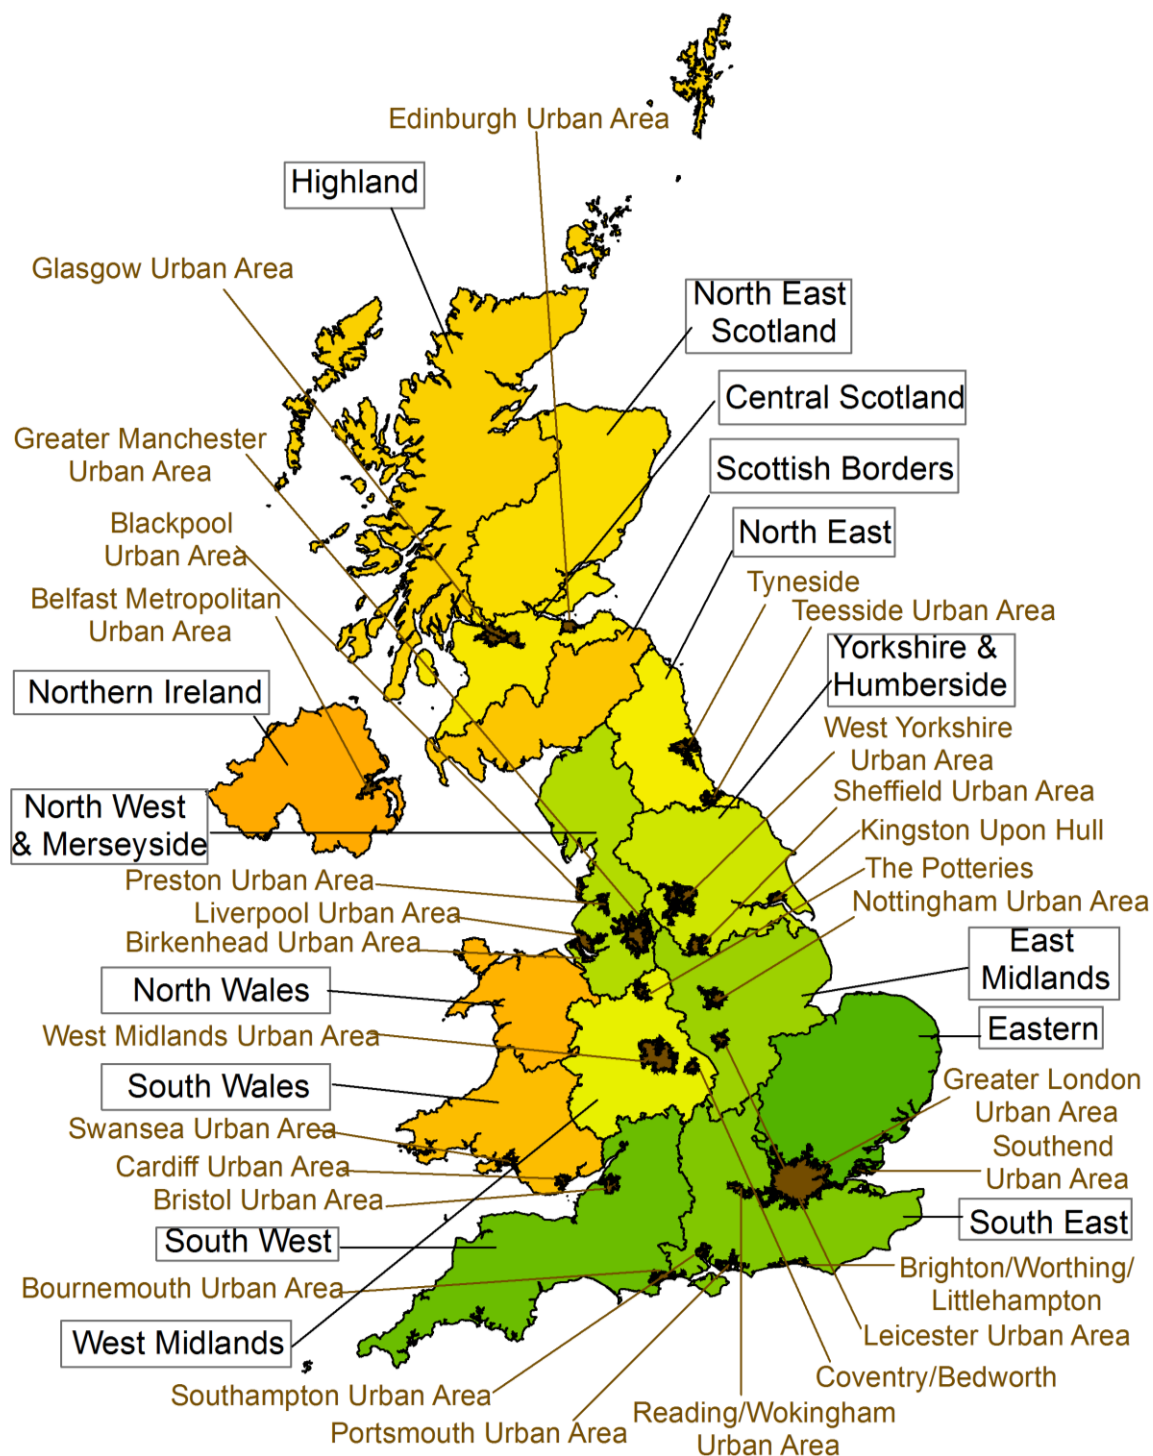 Edinburgh Urban Area
Highland
Glasgow Urban Area
North East
Scotland
Central Scotland
Greater Manchester
Urban Area
Scottish Borders
Blackpool
Urban Area
North East
Belfast Metropolitan
Urban Area
Tyneside
Teesside Urban Area
Yorkshire &
Humberside
Northern Ireland
West Yorkshire
Urban Area
Sheffield Urban Area
North West
& Merseyside
Kingston Upon Hull
The Potteries
Preston Urban Area
Nottingham Urban Area
Liverpool Urban Area
Birkenhead Urban Area
East
Midlands
North Wales
West Midlands Urban Area
Eastern
South Wales
Greater London
Urban Area
Swansea Urban Area
Southend
Urban Area
Cardiff Urban Area
Bristol Urban Area
South East
South West
Bournemouth Urban Area
Brighton/Worthing/
Littlehampton
West Midlands
Leicester Urban Area
Coventry/Bedworth
Southampton Urban Area
Portsmouth Urban Area
Reading/Wokingham
Urban Area